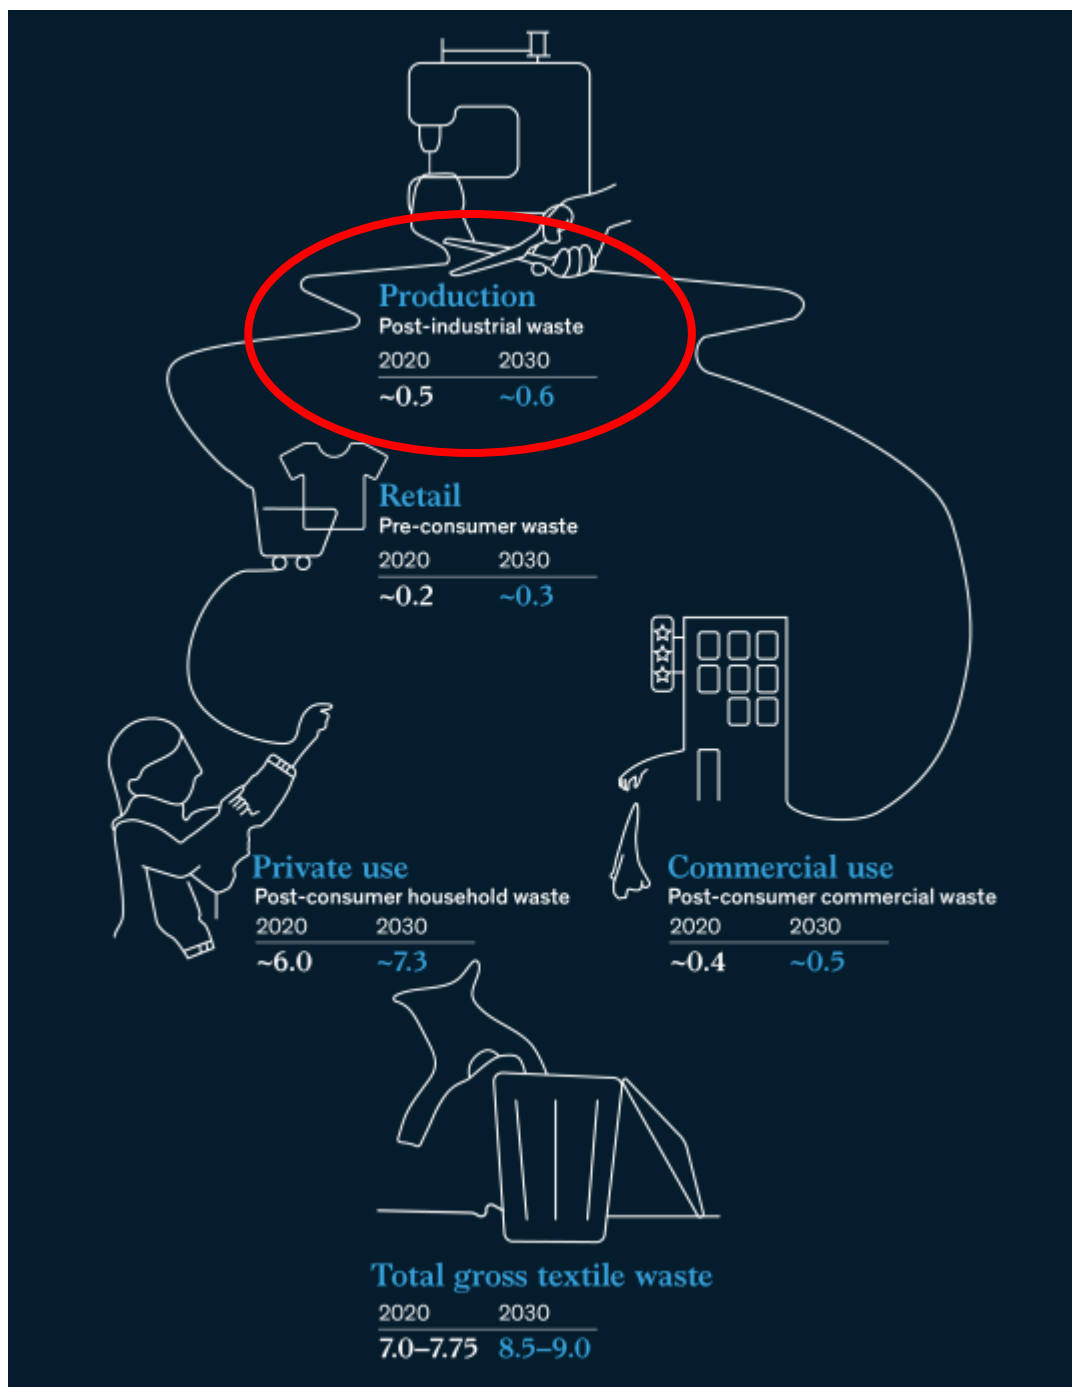 Production
Post-industrial waste
2020 2030
~0.5 ~0.6
Retail
Pre-consumer waste
2020 2030
~0.2 ~0.3
Private use
Post-consumer household waste
2020 2030
~6.0 ~7.3
Commercial use
Post-consumer commercial waste
2020 2030
~0.4 ~0.5
Total gross textile waste
2020 2030
7.0–7.75 8.5–9.0